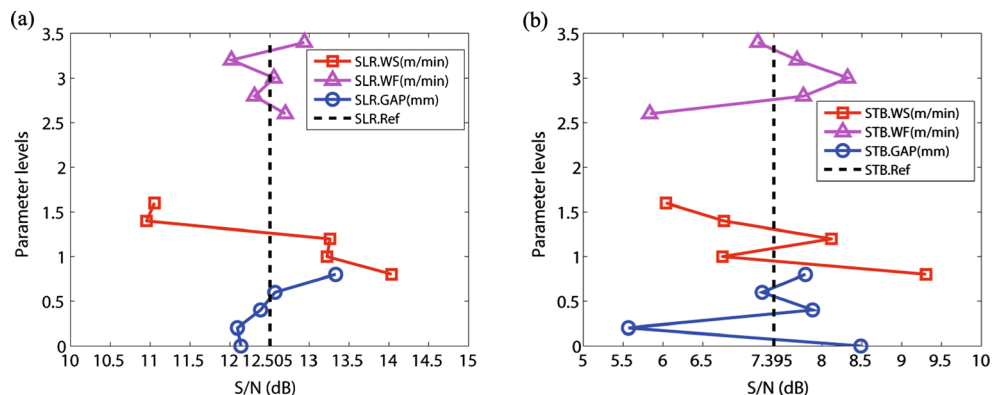 (a)
3.5
3
2.5
2
1.5
1
0.5
0
Parameter levels
SLR.WS(m/min)
SLR.WF(m/min)
SLR.GAP(mm)
SLR.Ref
10 10.5 11 11.5 12 12.505 13 13.5 14 14.5 15
S/N (dB)
(b)
3.5
3
2.5
2
1.5
1
0.5
0
Parameter levels
STB.WS(m/min)
STB.WF(m/min)
STB.GAP(mm)
STB.Ref
5 5.5 6 6.5 7.395 8 8.5 9 9.5 10
S/N (dB)